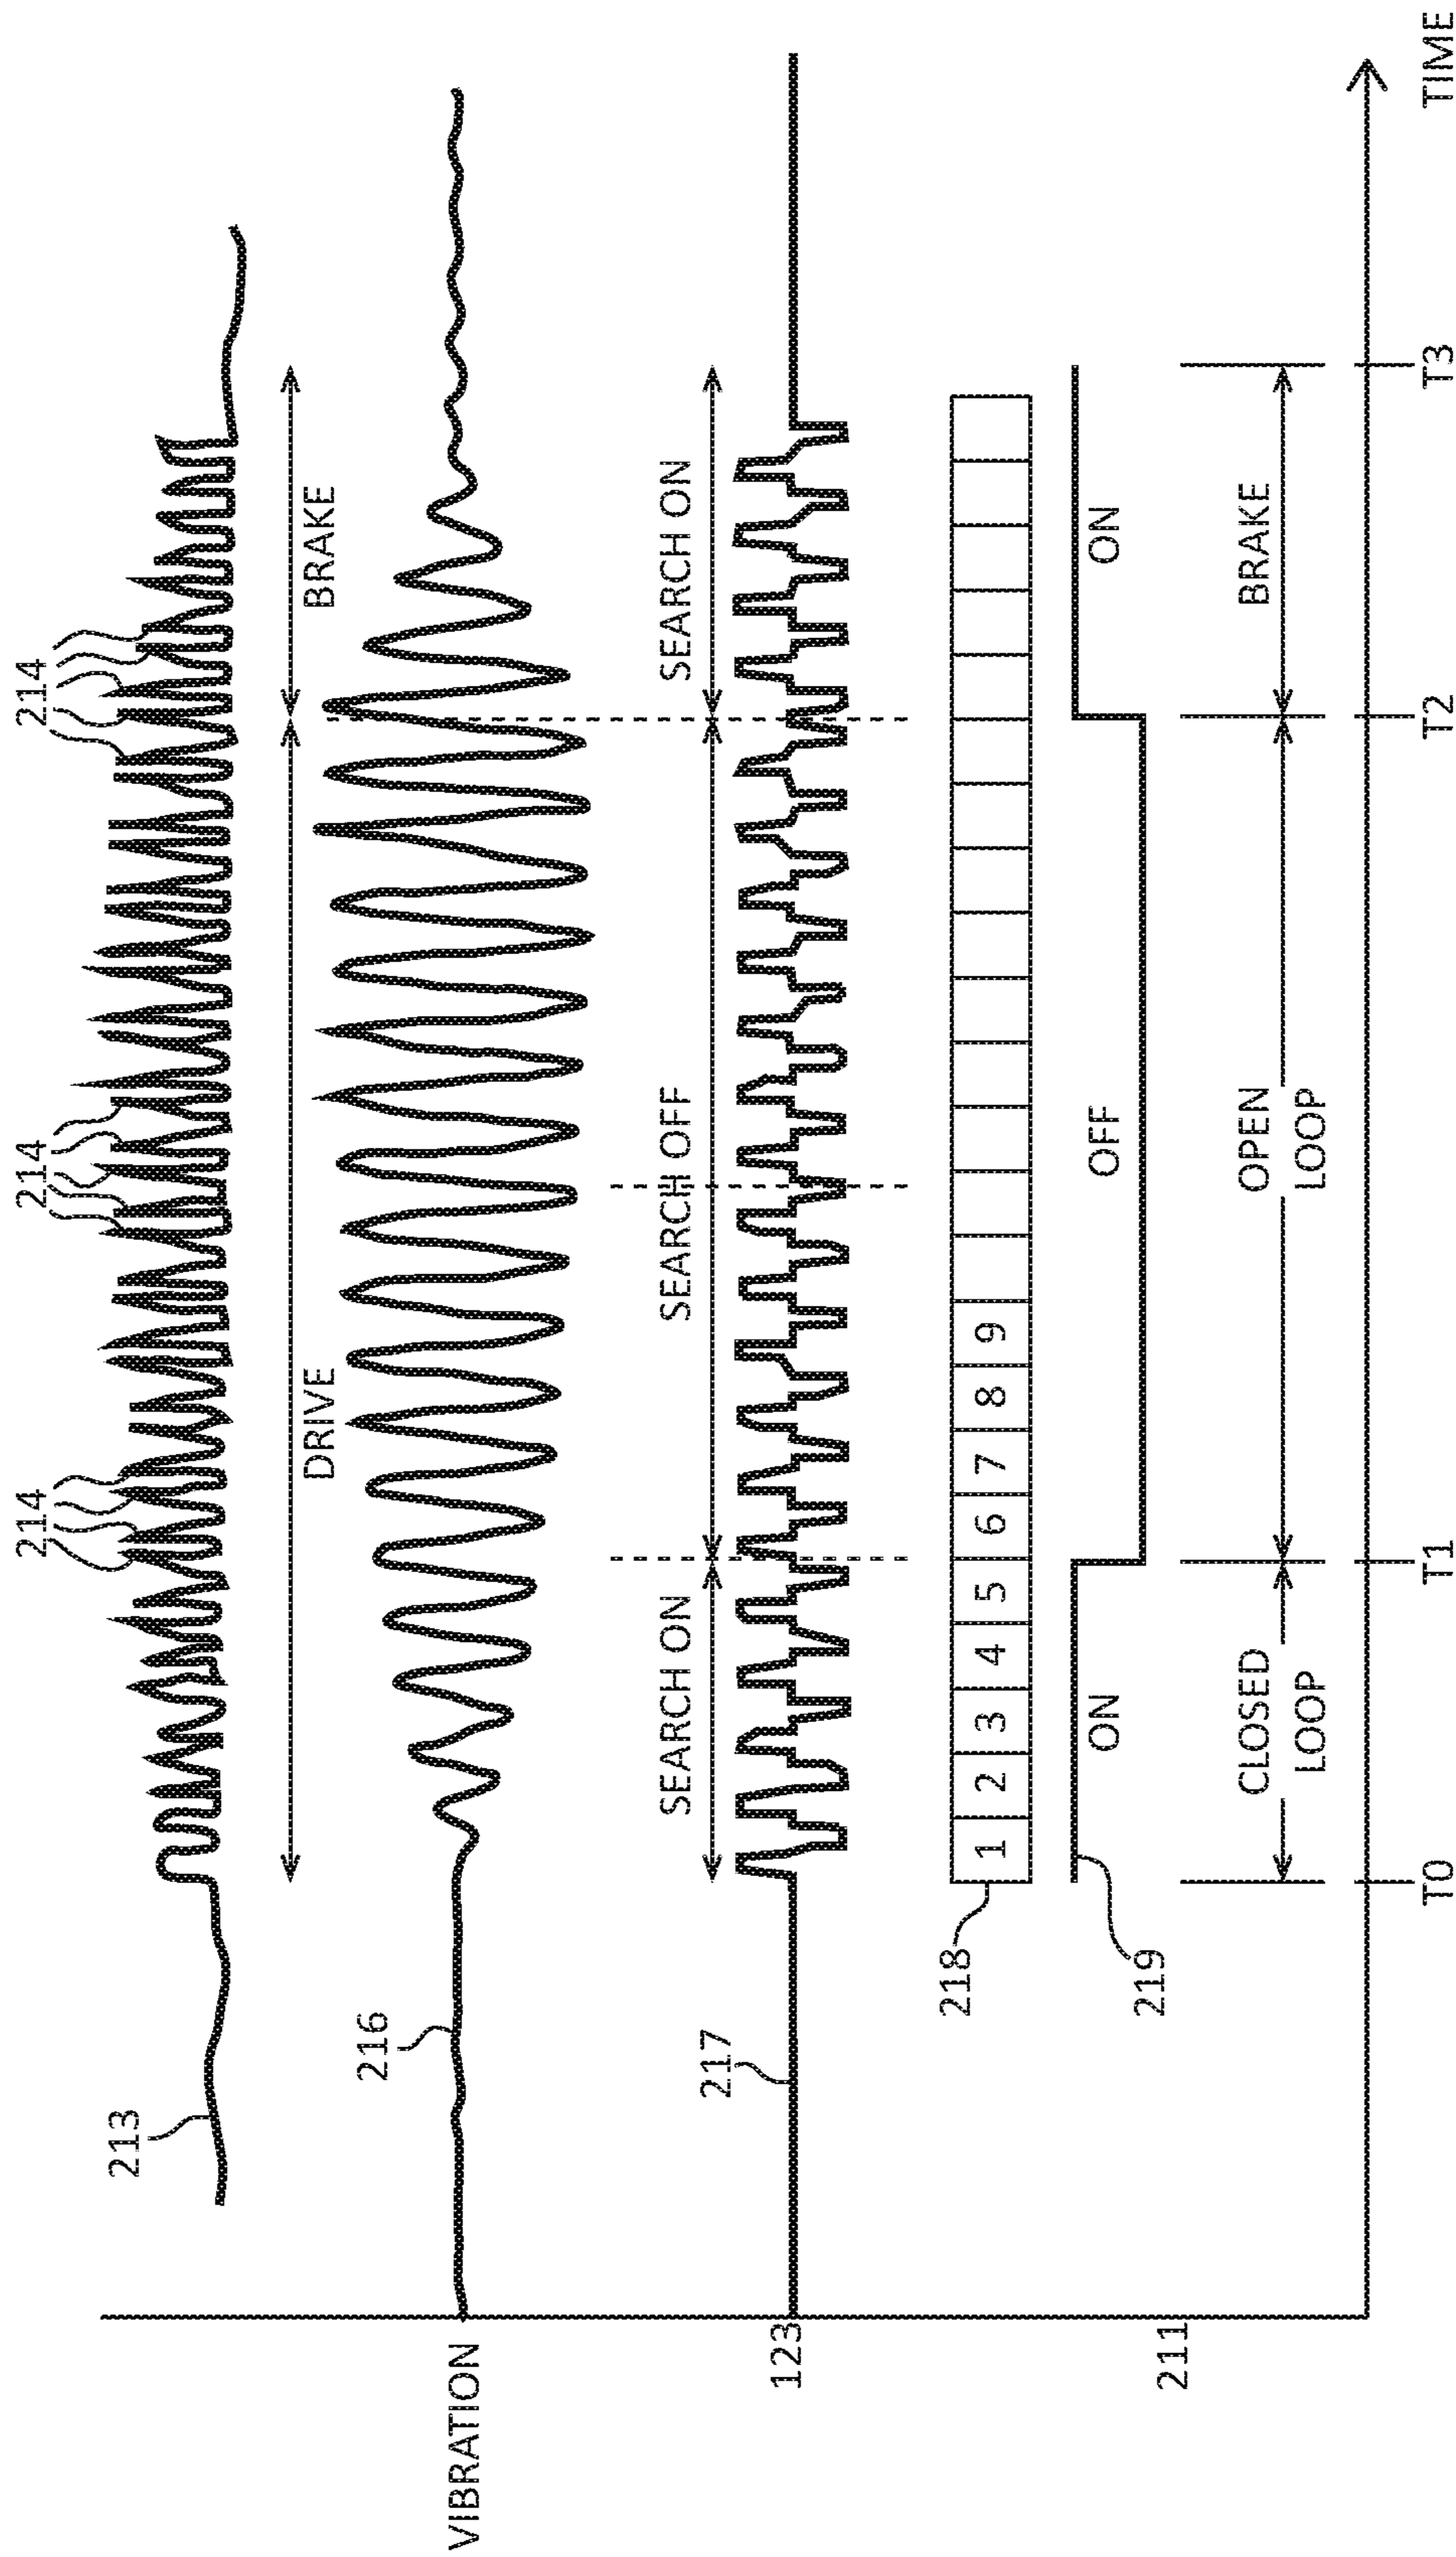 214
214
214
213
DRIVE
BRAKE
216
VIBRATION
SEARCH ON
SEARCH OFF
SEARCH ON
217
123
218
1 2 3 4 5 6 7 8 9
ON
OFF
ON
219
211
CLOSED
LOOP
OPEN
LOOP
BRAKE
T0
T1
T2
T3
TIME